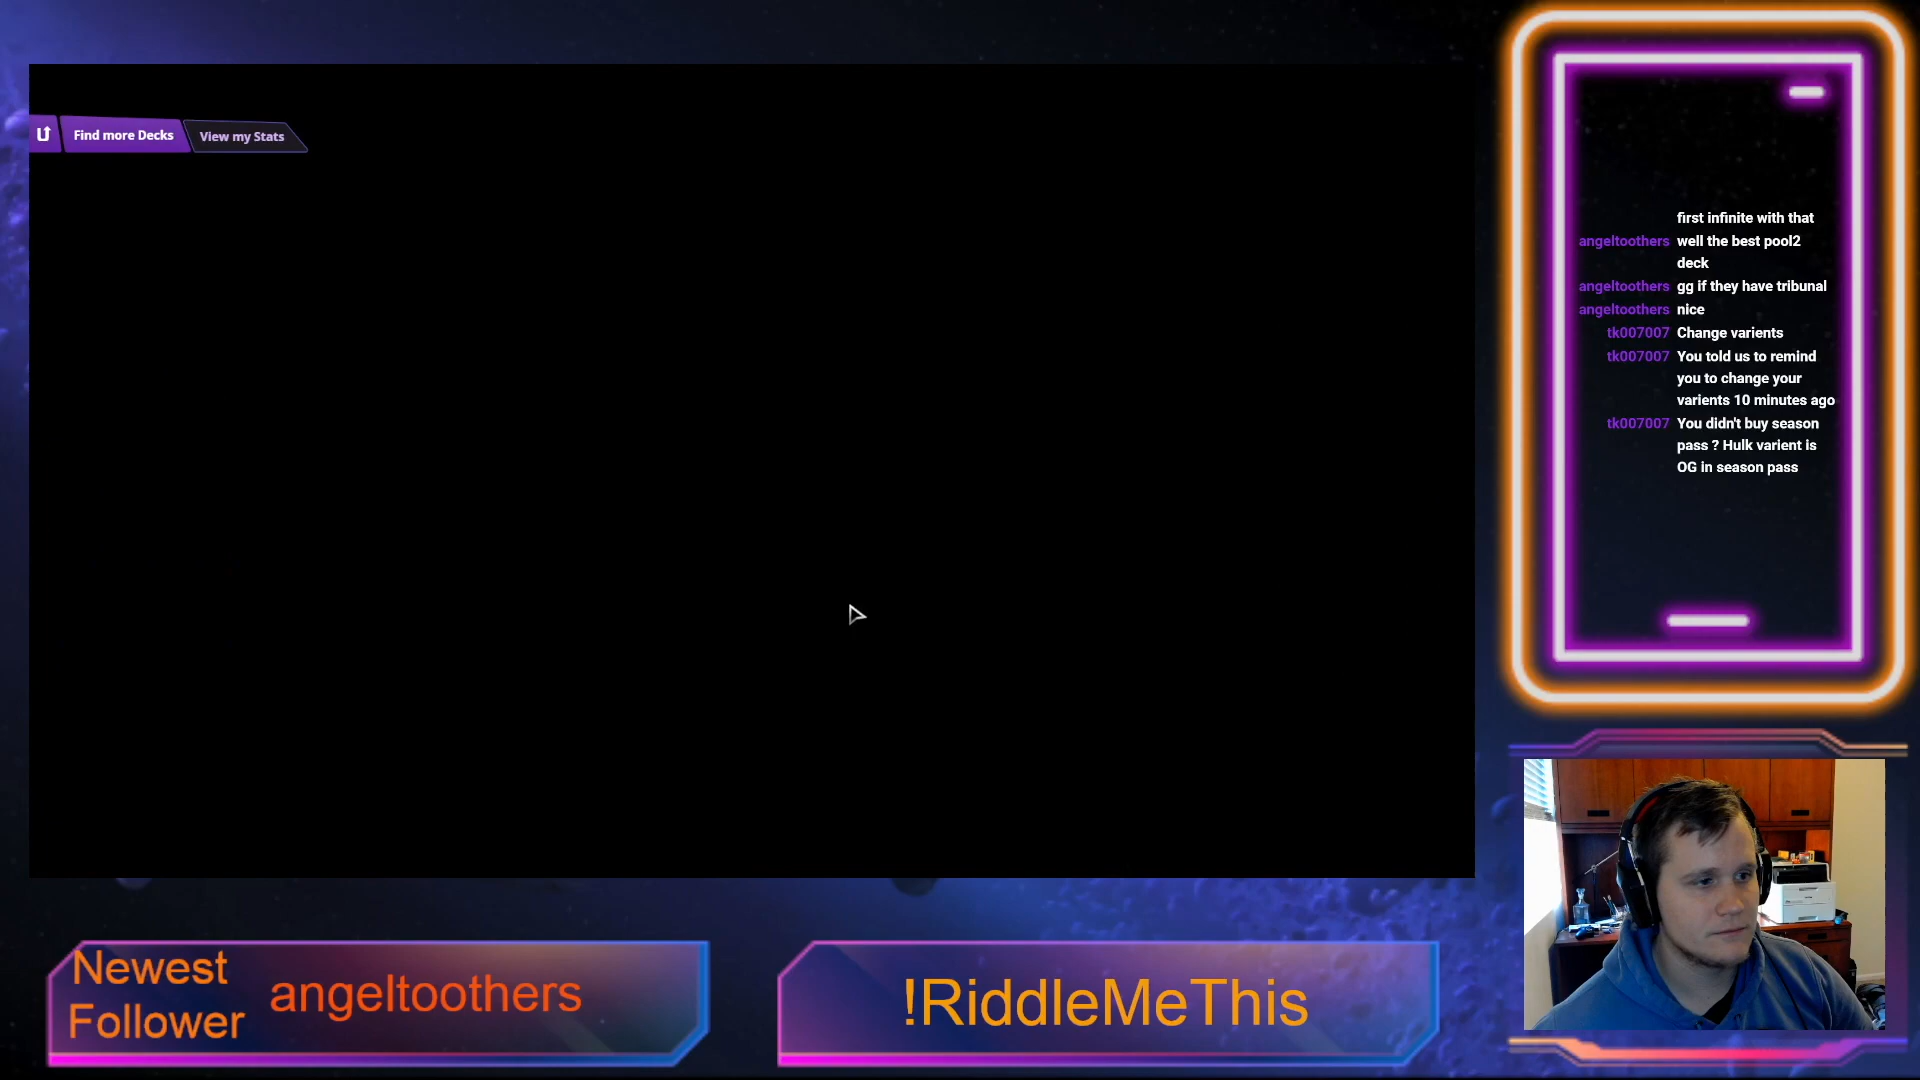 Find more Decks
View my Stats
first infinite with that
angeltoothers well the best pool2
deck
angeltoothers gg if they have tribunal
angeltoothers nice
tk007007 Change varients
tk007007 You told us to remind
you to change your
varients 10 minutes ago
tk007007 You didn't buy season
pass ? Hulk varient is
OG in season pass
Newest
Follower
angeltoothers
!RiddleMeThis